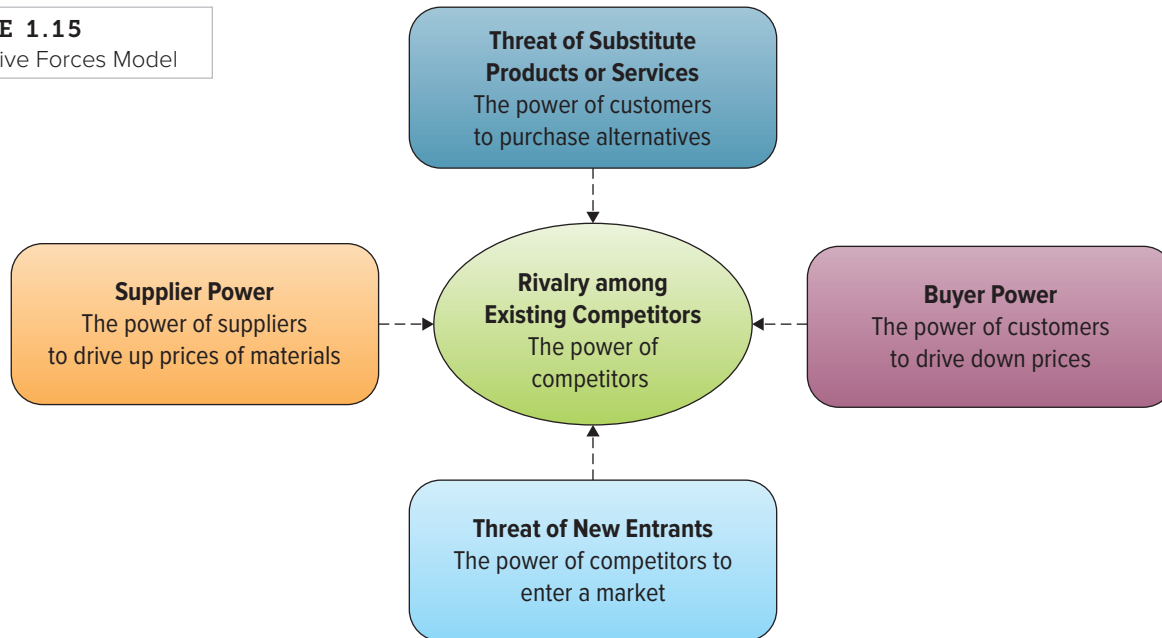 E 1.15
ive Forces Model
Threat of Substitute
Products or Services
The power of customers
to purchase alternatives
Supplier Power
The power of suppliers
to drive up prices of materials
Rivalry among
Existing Competitors
The power of
competitors
Buyer Power
The power of customers
to drive down prices
Threat of New Entrants
The power of competitors to
enter a market